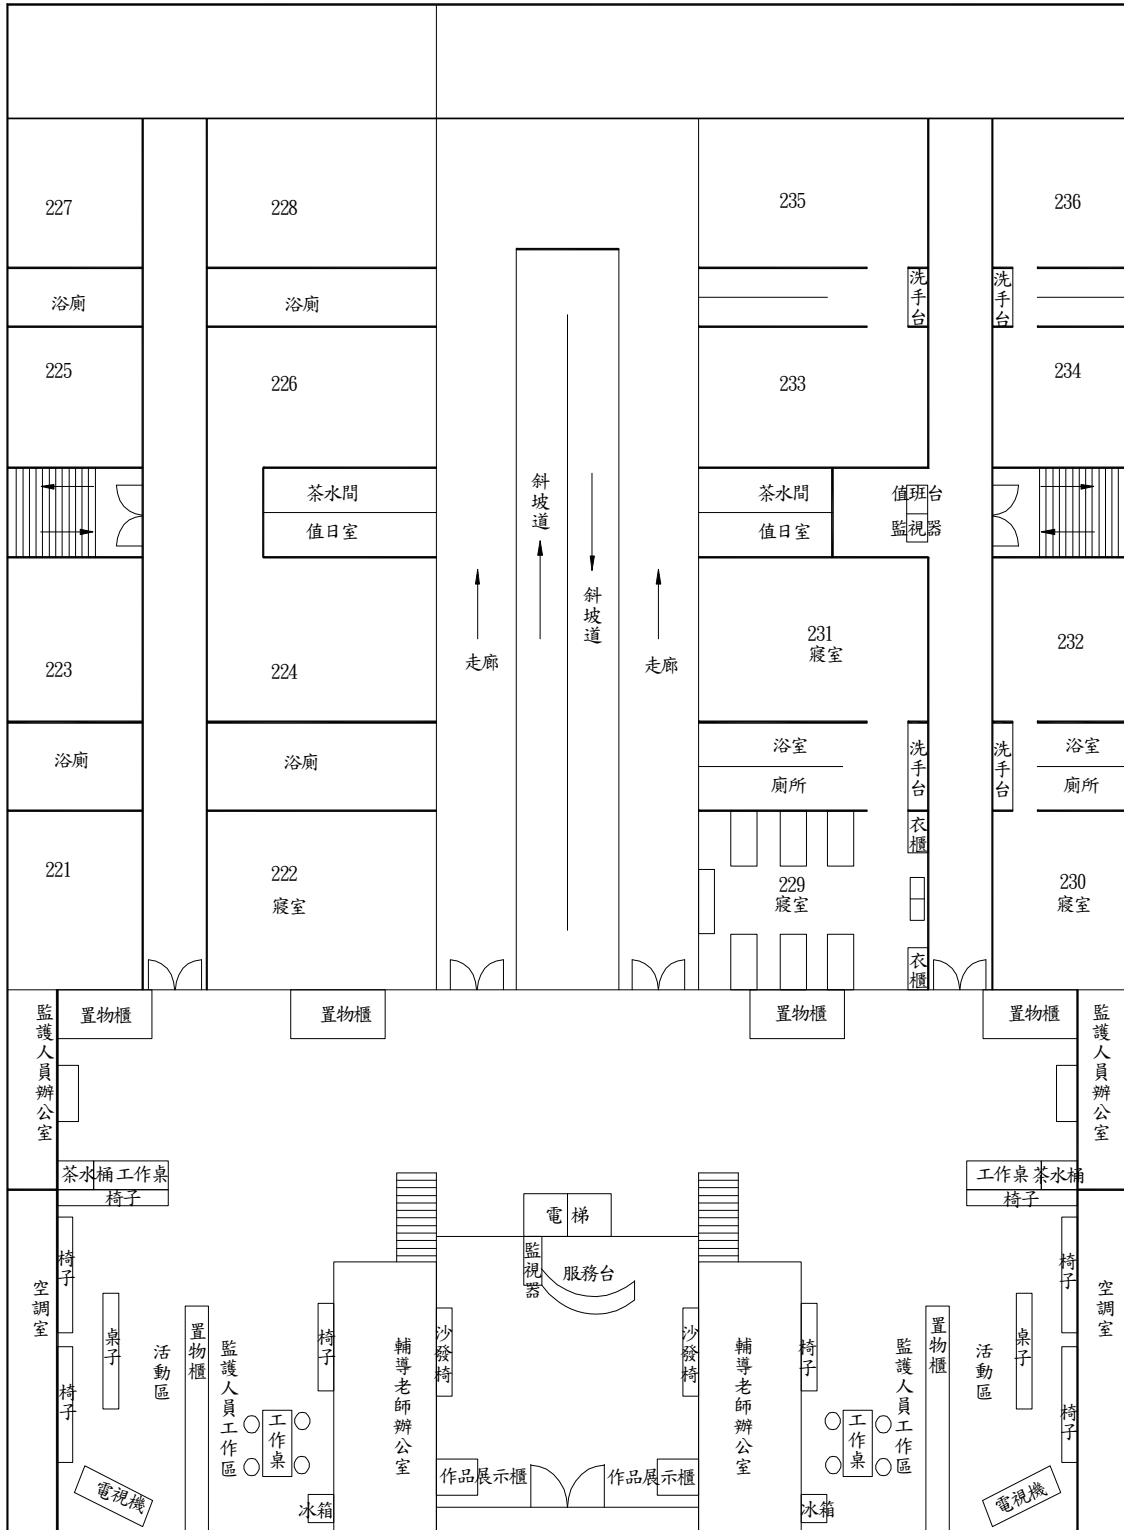 227
228
235
236
浴廁
浴廁
洗手台
洗手台
225
226
233
234
茶水間
值日室
斜坡道
茶水間
值日室
值班台
監視器
斜坡道
走廊
走廊
223
224
231
寢室
232
浴廁
浴廁
浴室
廁所
洗手台
洗手台
浴室
廁所
衣櫃
221
222
寢室
229
寢室
230
寢室
衣櫃
監護人員辦公室
置物櫃
置物櫃
置物櫃
置物櫃
監護人員辦公室
茶水桶
工作桌
椅子
工作桌
茶水桶
椅子
電梯
監視器
服務台
空調室
椅子
桌子
椅子
活動區
置物櫃
監護人員工作區
椅子
工作桌
輔導老師辦公室
沙發椅
沙發椅
輔導老師辦公室
椅子
工作桌
監護人員工作區
置物櫃
活動區
桌子
椅子
椅子
空調室
電視機
冰箱
作品展示櫃
作品展示櫃
冰箱
電視機